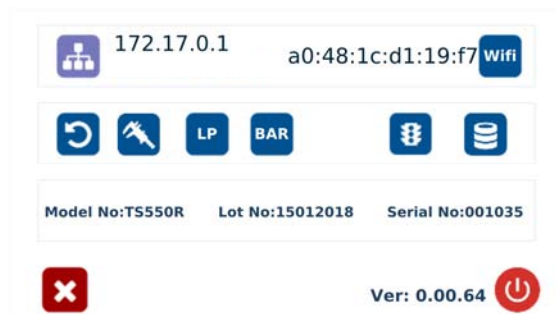 172.17.0.1 a0:48:1c:d1:19:f7 Wifi
LP BAR
Model No:TS550R Lot No:15012018 Serial No:001035
Ver: 0.00.64